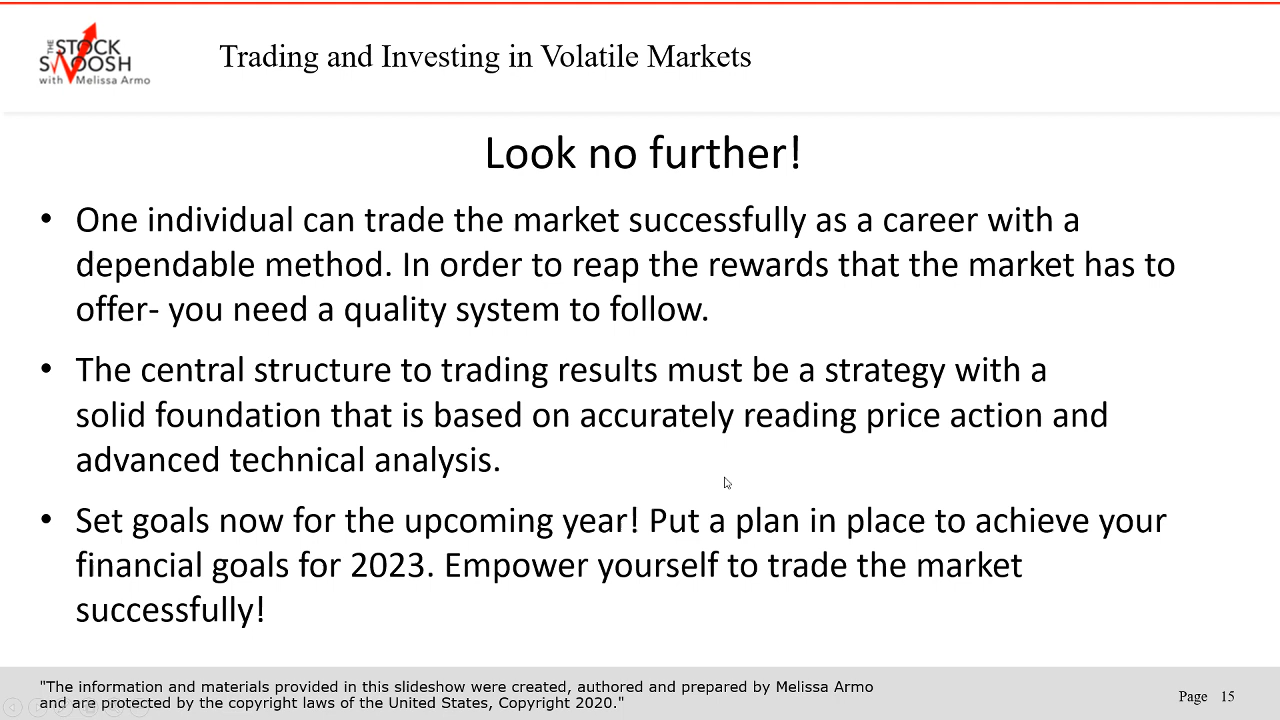 THE STOCK
SWOOSH
with Melissa Armo
Trading and Investing in Volatile Markets
Look no further!
• One individual can trade the market successfully as a career with a
dependable method. In order to reap the rewards that the market has to
offer- you need a quality system to follow.
• The central structure to trading results must be a strategy with a
solid foundation that is based on accurately reading price action and
advanced technical analysis.
• Set goals now for the upcoming year! Put a plan in place to achieve your
financial goals for 2023. Empower yourself to trade the market
successfully!
"The information and materials provided in this slideshow were created, authored and prepared by Melissa Armo
and are protected by the copyright laws of the United States, Copyright 2020."
Page 15